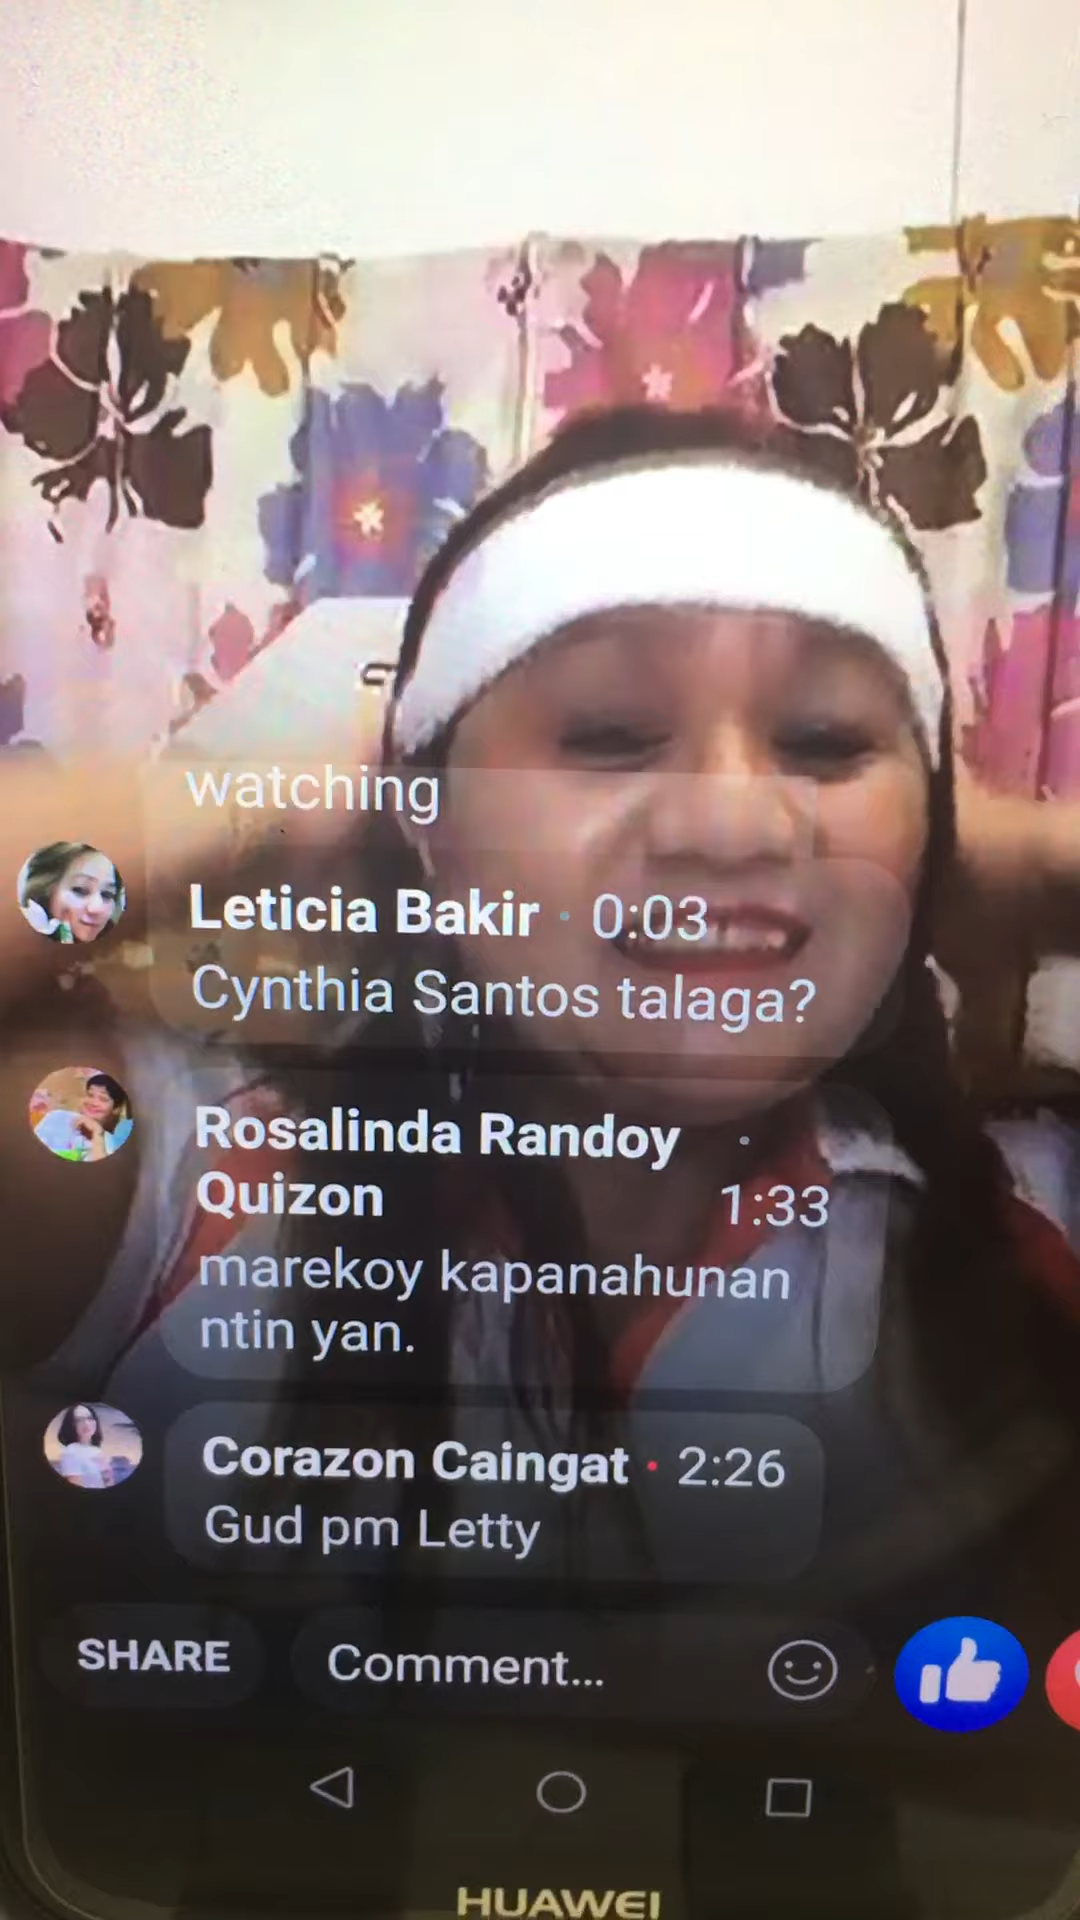 watching
Leticia Bakir · 0:03
Cynthia Santos talaga?
Rosalinda Randoy ·
Quizon 1:33
marekoy kapanahunan
ntin yan.
Corazon Caingat · 2:26
Gud pm Letty
SHARE Comment...
HUAWEI